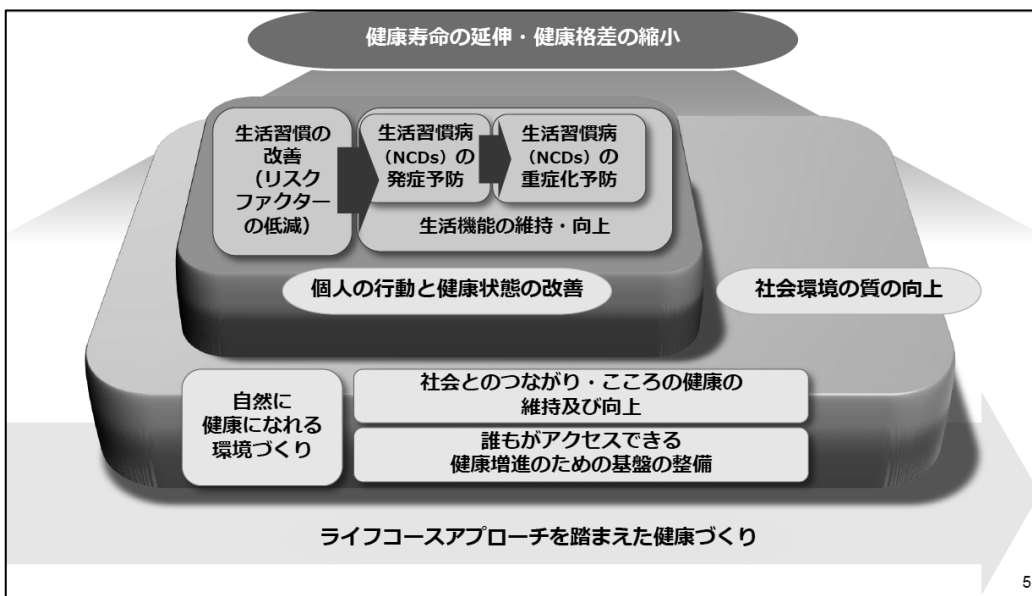 健康寿命の延伸・健康格差の縮小
生活習慣の
改善
（リスク
ファクター
の低減）
生活習慣病
（NCDs）の
発症予防
生活習慣病
（NCDs）の
重症化予防
生活機能の維持・向上
個人の行動と健康状態の改善
社会環境の質の向上
自然に
健康になれる
環境づくり
社会とのつながり・こころの健康の
維持及び向上
誰もがアクセスできる
健康増進のための基盤の整備
ライフコースアプローチを踏まえた健康づくり
5